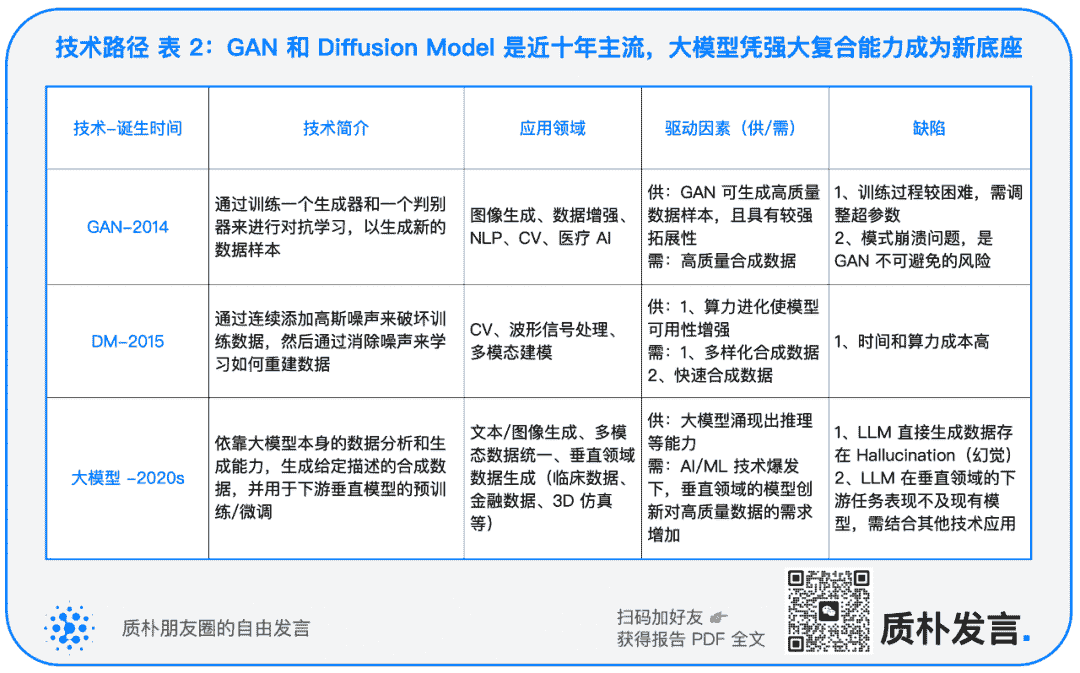 技术路径 表 2：GAN 和 Diffusion Model 是近十年主流，大模型凭强大复合能力成为新底座
技术-诞生时间
技术简介
应用领域
驱动因素（供/需）
缺陷
GAN-2014
通过训练一个生成器和一个判别
器来进行对抗学习，以生成新的
数据样本
图像生成、数据增强、
NLP、CV、医疗 AI
供：GAN 可生成高质量
数据样本，且具有较强
拓展性
需：高质量合成数据
1、训练过程较困难，需调
整超参数
2、模式崩溃问题，是
GAN 不可避免的风险
DM-2015
通过连续添加高斯噪声来破坏训
练数据，然后通过消除噪声来学
习如何重建数据
CV、波形信号处理、
多模态建模
供：1、算力进化使模型
可用性增强
需：1、多样化合成数据
2、快速合成数据
1、时间和算力成本高
大模型 -2020s
依靠大模型本身的数据分析和生
成能力，生成给定描述的合成数
据，并用于下游垂直模型的预训
练/微调
文本/图像生成、多模
态数据统一、垂直领域
数据生成（临床数据、
金融数据、3D 仿真
等）
供：大模型涌现出推理
等能力
需：AI/ML 技术爆发
下，垂直领域的模型创
新对高质量数据的需求
增加
1、LLM 直接生成数据存
在 Hallucination（幻觉）
2、LLM 在垂直领域的下
游任务表现不及现有模
型，需结合其他技术应用
质朴朋友圈的自由发言
扫码加好友
获得报告 PDF 全文
质朴发言.